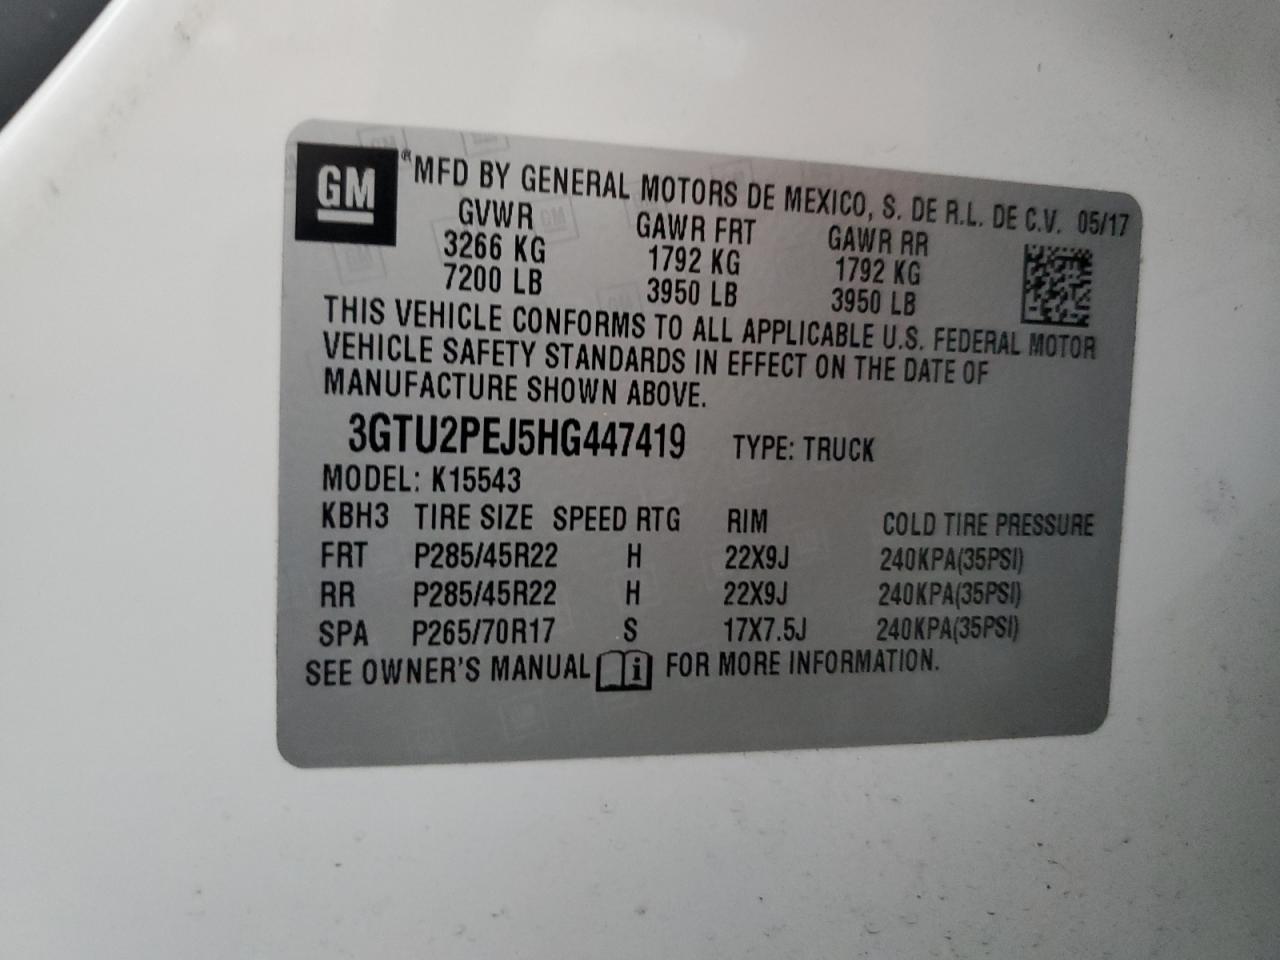 GM ® MFD BY GENERAL MOTORS DE MEXICO, S. DE R.L. DE C.V. 05/17
GVWR GAWR FRT GAWR RR
3266 KG 1792 KG 1792 KG
7200 LB 3950 LB 3950 LB
THIS VEHICLE CONFORMS TO ALL APPLICABLE U.S. FEDERAL MOTOR
VEHICLE SAFETY STANDARDS IN EFFECT ON THE DATE OF
MANUFACTURE SHOWN ABOVE.
3GTU2PEJ5HG447419 TYPE: TRUCK
MODEL: K15543
KBH3 TIRE SIZE SPEED RTG RIM COLD TIRE PRESSURE
FRT P285/45R22 H 22X9J 240KPA(35PSI)
RR P285/45R22 H 22X9J 240KPA(35PSI)
SPA P265/70R17 S 17X7.5J 240KPA(35PSI)
SEE OWNER'S MANUAL i FOR MORE INFORMATION.